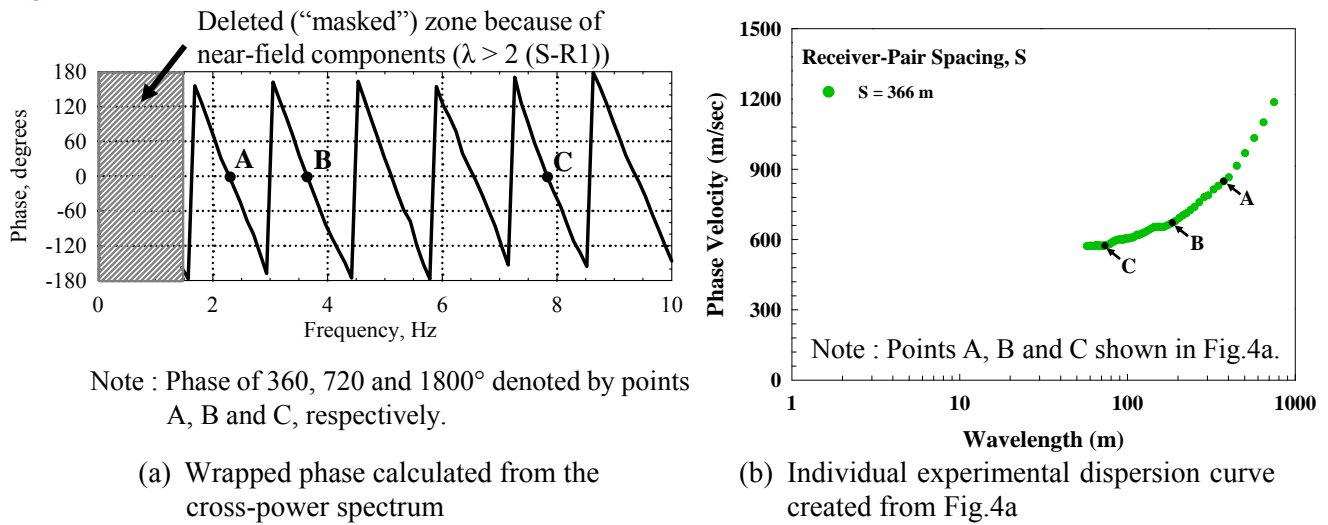 Deleted (“masked”) zone because of
near-field components (λ > 2 (S-R1))
180
120
60
0
-60
-120
-180
Phase, degrees
A
B
C
0
2
4
6
8
10
Frequency, Hz
Note : Phase of 360, 720 and 1800° denoted by points
A, B and C, respectively.
(a) Wrapped phase calculated from the
cross-power spectrum
1500
1200
900
600
300
0
Phase Velocity (m/sec)
Receiver-Pair Spacing, S
S = 366 m
A
B
C
Note : Points A, B and C shown in Fig.4a.
1
10
100
1000
Wavelength (m)
(b) Individual experimental dispersion curve
created from Fig.4a